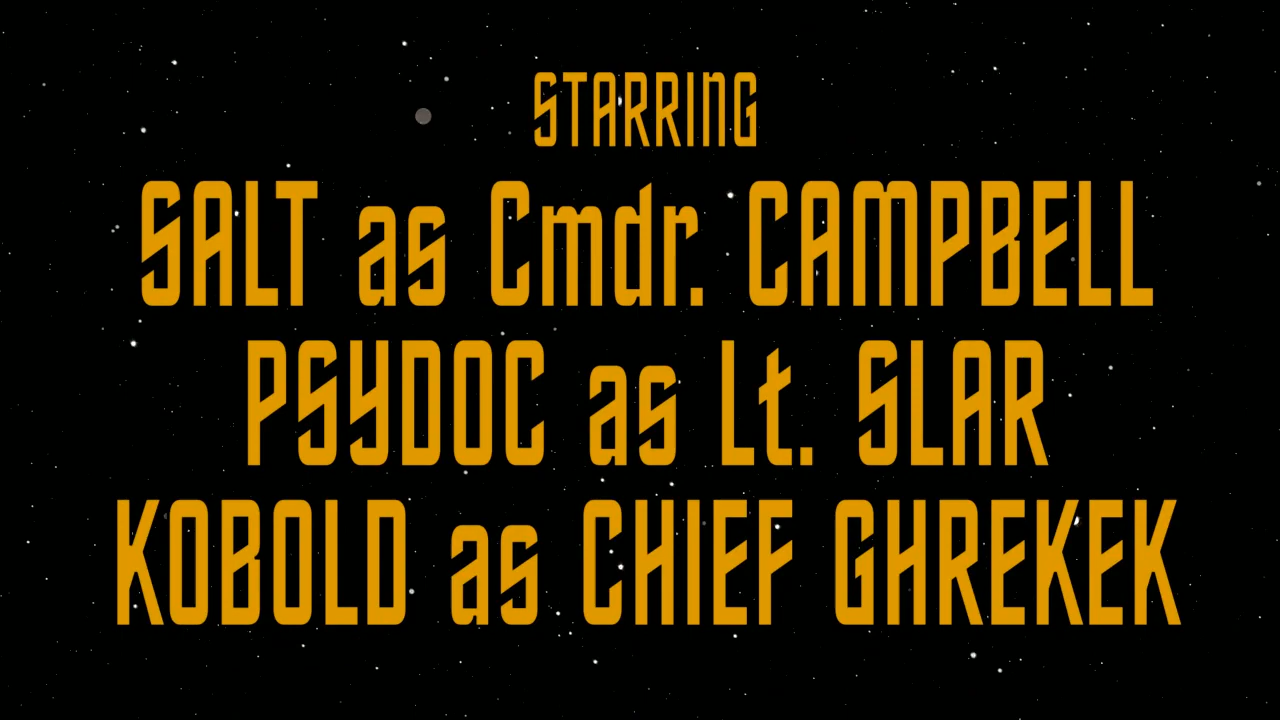 STARRING
SALT as Cmdr. CAMPBELL
PSYDOC as Lt. SLAR
KOBOLD as CHIEF GHREKEK